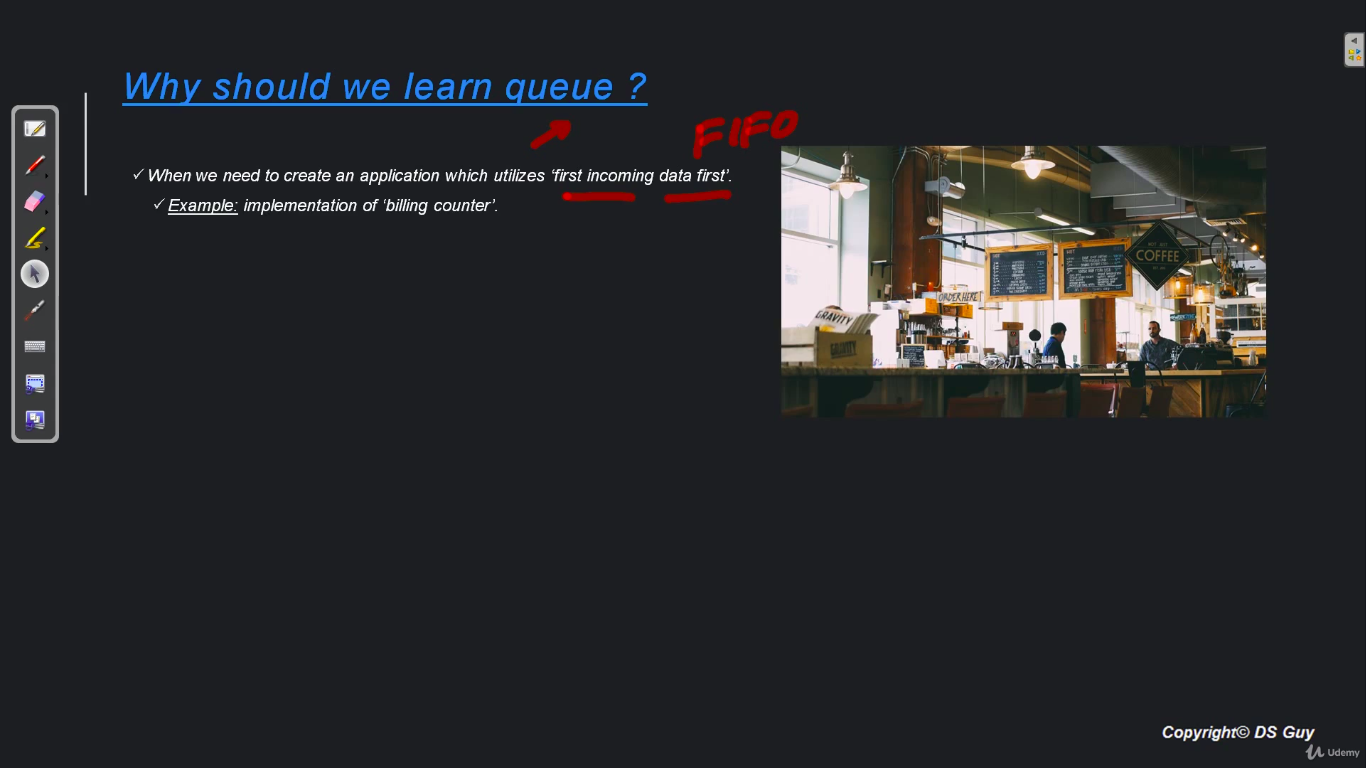 Why should we learn queue ?
FIFO
✓ When we need to create an application which utilizes ‘first incoming data first’.
✓ Example: implementation of ‘billing counter’.
COFFEE
ORDER HERE!
GRAVITY
GRAVITY
Copyright© DS Guy
Udemy